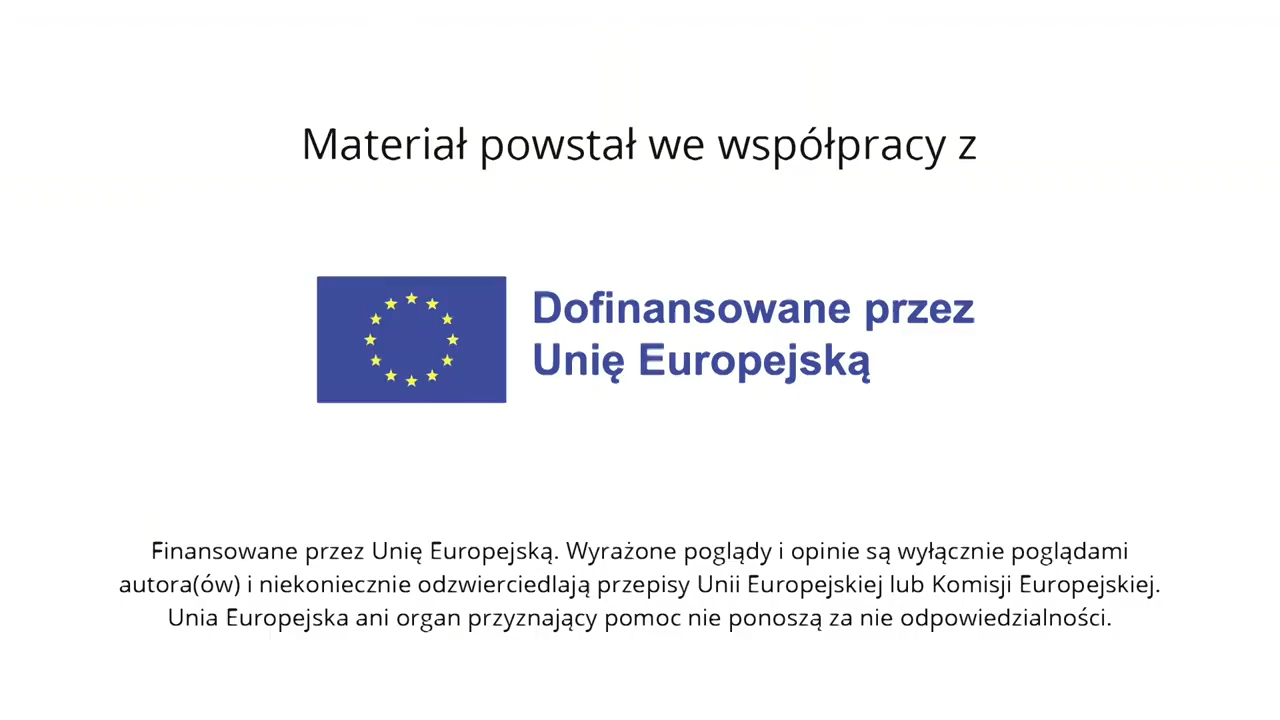 Materiał powstał we współpracy z
Dofinansowane przez
Unię Europejską
Finansowane przez Unię Europejską. Wyrażone poglądy i opinie są wyłącznie poglądami
autora(ów) i niekoniecznie odzwierciedlają przepisy Unii Europejskiej lub Komisji Europejskiej.
Unia Europejska ani organ przyznający pomoc nie ponoszą za nie odpowiedzialności.